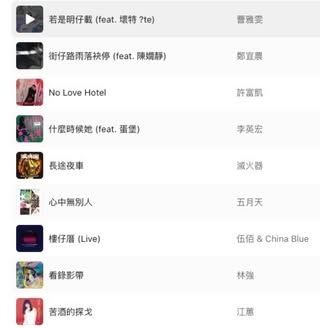 若是明仔載 (feat. 壞特 ?te) 曹雅雯
街仔路雨落袂停 (feat. 陳嫺靜) 鄭宜農
No Love Hotel 許富凱
什麼時候她 (feat. 蛋堡) 李英宏
長途夜車 滅火器
心中無別人 五月天
樓仔厝 (Live) 伍佰 & China Blue
看錄影帶 林強
苦酒的探戈 江蕙